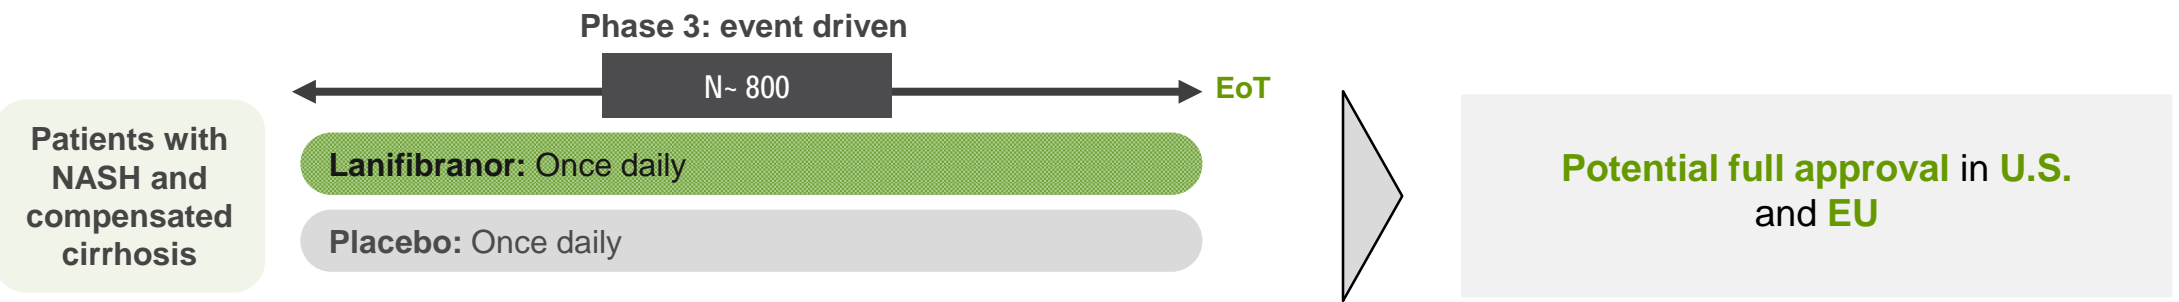 Phase 3: event driven
N~ 800
EoT
Patients with
NASH and
compensated
cirrhosis
Lanifibranor: Once daily
Placebo: Once daily
Potential full approval in U.S.
and EU